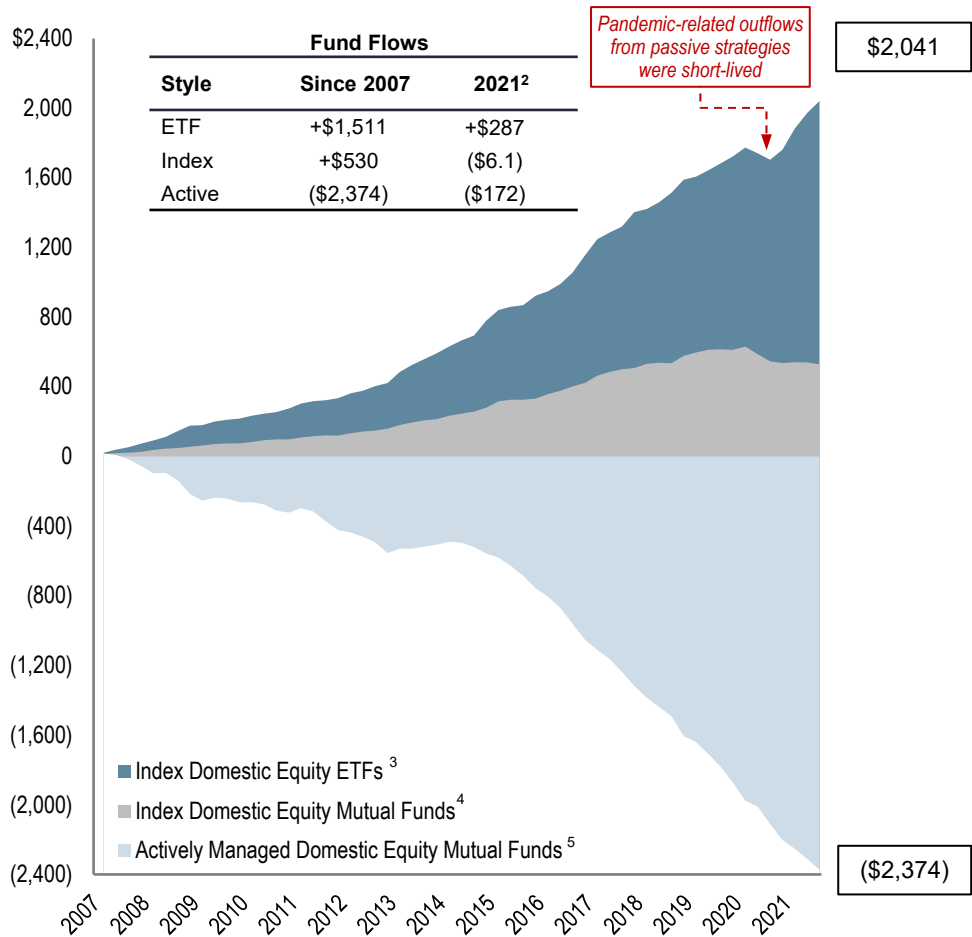 $2,400
2,000
1,600
1,200
800
400
0
(400)
(800)
(1,200)
(1,600)
(2,000)
(2,400)
Fund Flows
Style Since 2007 2021²
ETF +$1,511 +$287
Index +$530 ($6.1)
Active ($2,374) ($172)
Pandemic-related outflows
from passive strategies
were short-lived
$2,041
Index Domestic Equity ETFs ³
Index Domestic Equity Mutual Funds⁴
Actively Managed Domestic Equity Mutual Funds ⁵
($2,374)
2007 2008 2009 2010 2011 2012 2013 2014 2015 2016 2017 2018 2019 2020 2021